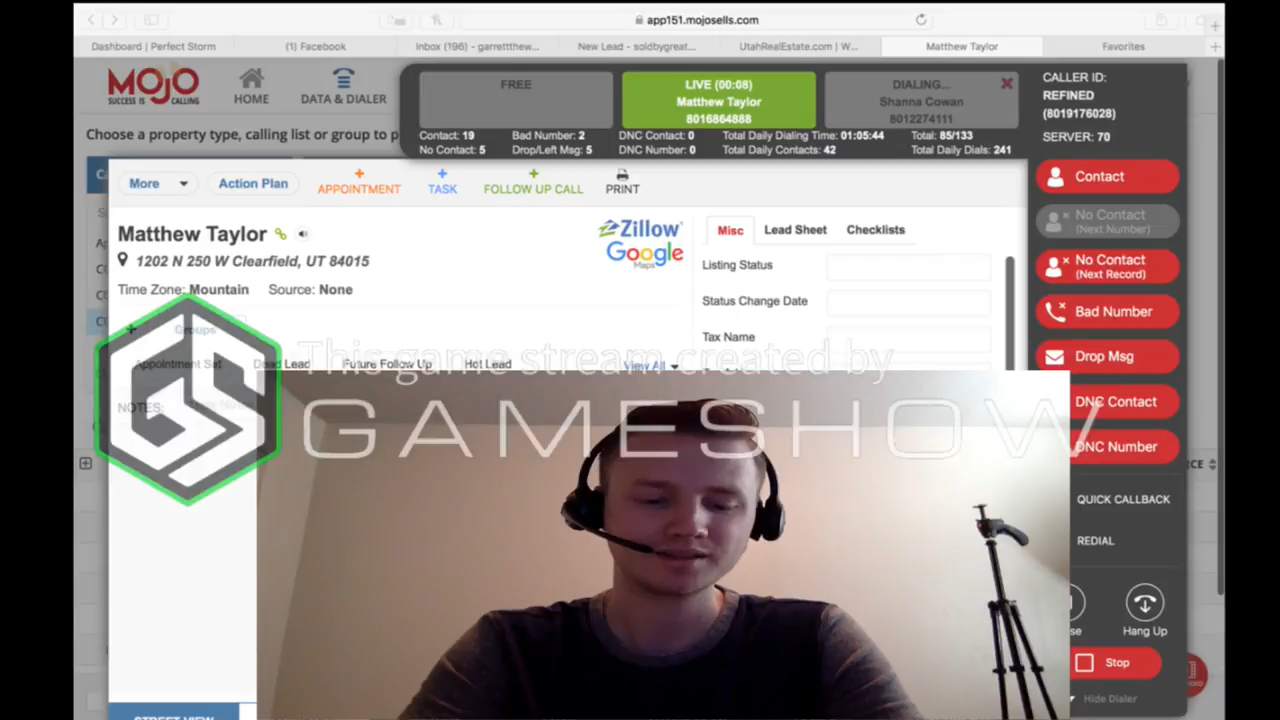 app151.mojosells.com
Dashboard | Perfect Storm
(1) Facebook
Inbox (196) - garrettthew...
New Lead - soldbygreat...
UtahRealEstate.com | W...
Matthew Taylor
Favorites
MOJO
SUCCESS IS CALLING
HOME
DATA & DIALER
FREE
LIVE (00:08)
Matthew Taylor
8016864888
DIALING...
Shanna Cowan
8012274111
Contact: 19
Bad Number: 2
DNC Contact: 0
Total Daily Dialing Time: 01:05:44
Total: 85/133
No Contact: 5
Drop/Left Msg: 5
DNC Number: 0
Total Daily Contacts: 42
Total Daily Dials: 241
CALLER ID:
REFINED
(8019176028)
SERVER: 70
Choose a property type, calling list or group to p
More
Action Plan
APPOINTMENT
TASK
FOLLOW UP CALL
PRINT
Matthew Taylor
1202 N 250 W Clearfield, UT 84015
Time Zone: Mountain
Source: None
Zillow
Google
Maps
Misc
Lead Sheet
Checklists
Listing Status
Status Change Date
Tax Name
Groups
Appointment Set
Dead Lead
Future Follow Up
Hot Lead
View All
NOTES:
This game stream created by
GAMESHOW
Contact
No Contact
(Next Number)
No Contact
(Next Record)
Bad Number
Drop Msg
DNC Contact
DNC Number
QUICK CALLBACK
REDIAL
Hang Up
Stop
Hide Dialer
STREET VIEW